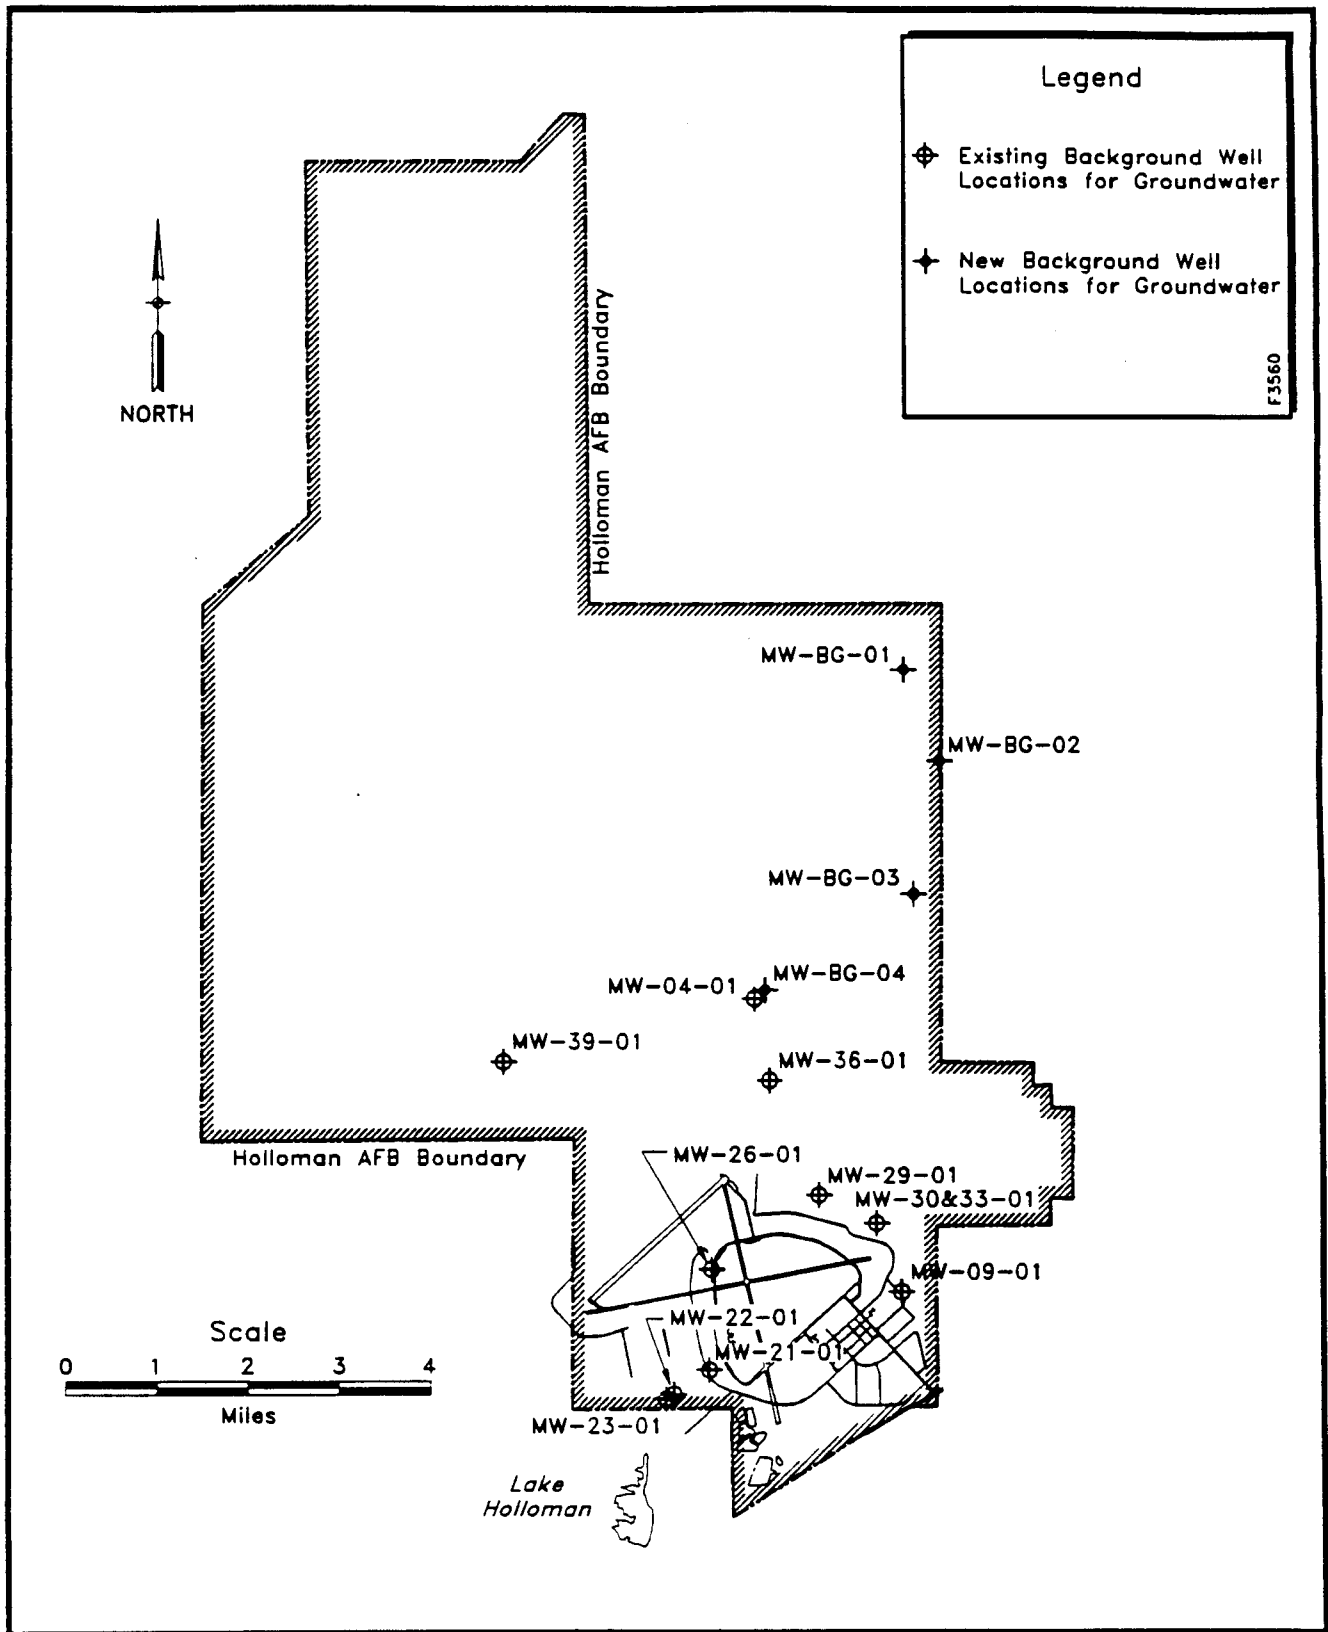 Legend
Existing Background Well
Locations for Groundwater
New Background Well
Locations for Groundwater
F3560
NORTH
Holloman AFB Boundary
MW-BG-01
MW-BG-02
MW-BG-03
MW-BG-04
MW-04-01
MW-39-01
MW-36-01
Holloman AFB Boundary
MW-26-01
MW-29-01
MW-30&33-01
MW-09-01
MW-22-01
MW-21-01
MW-23-01
Scale
0 1 2 3 4
Miles
Lake
Holloman